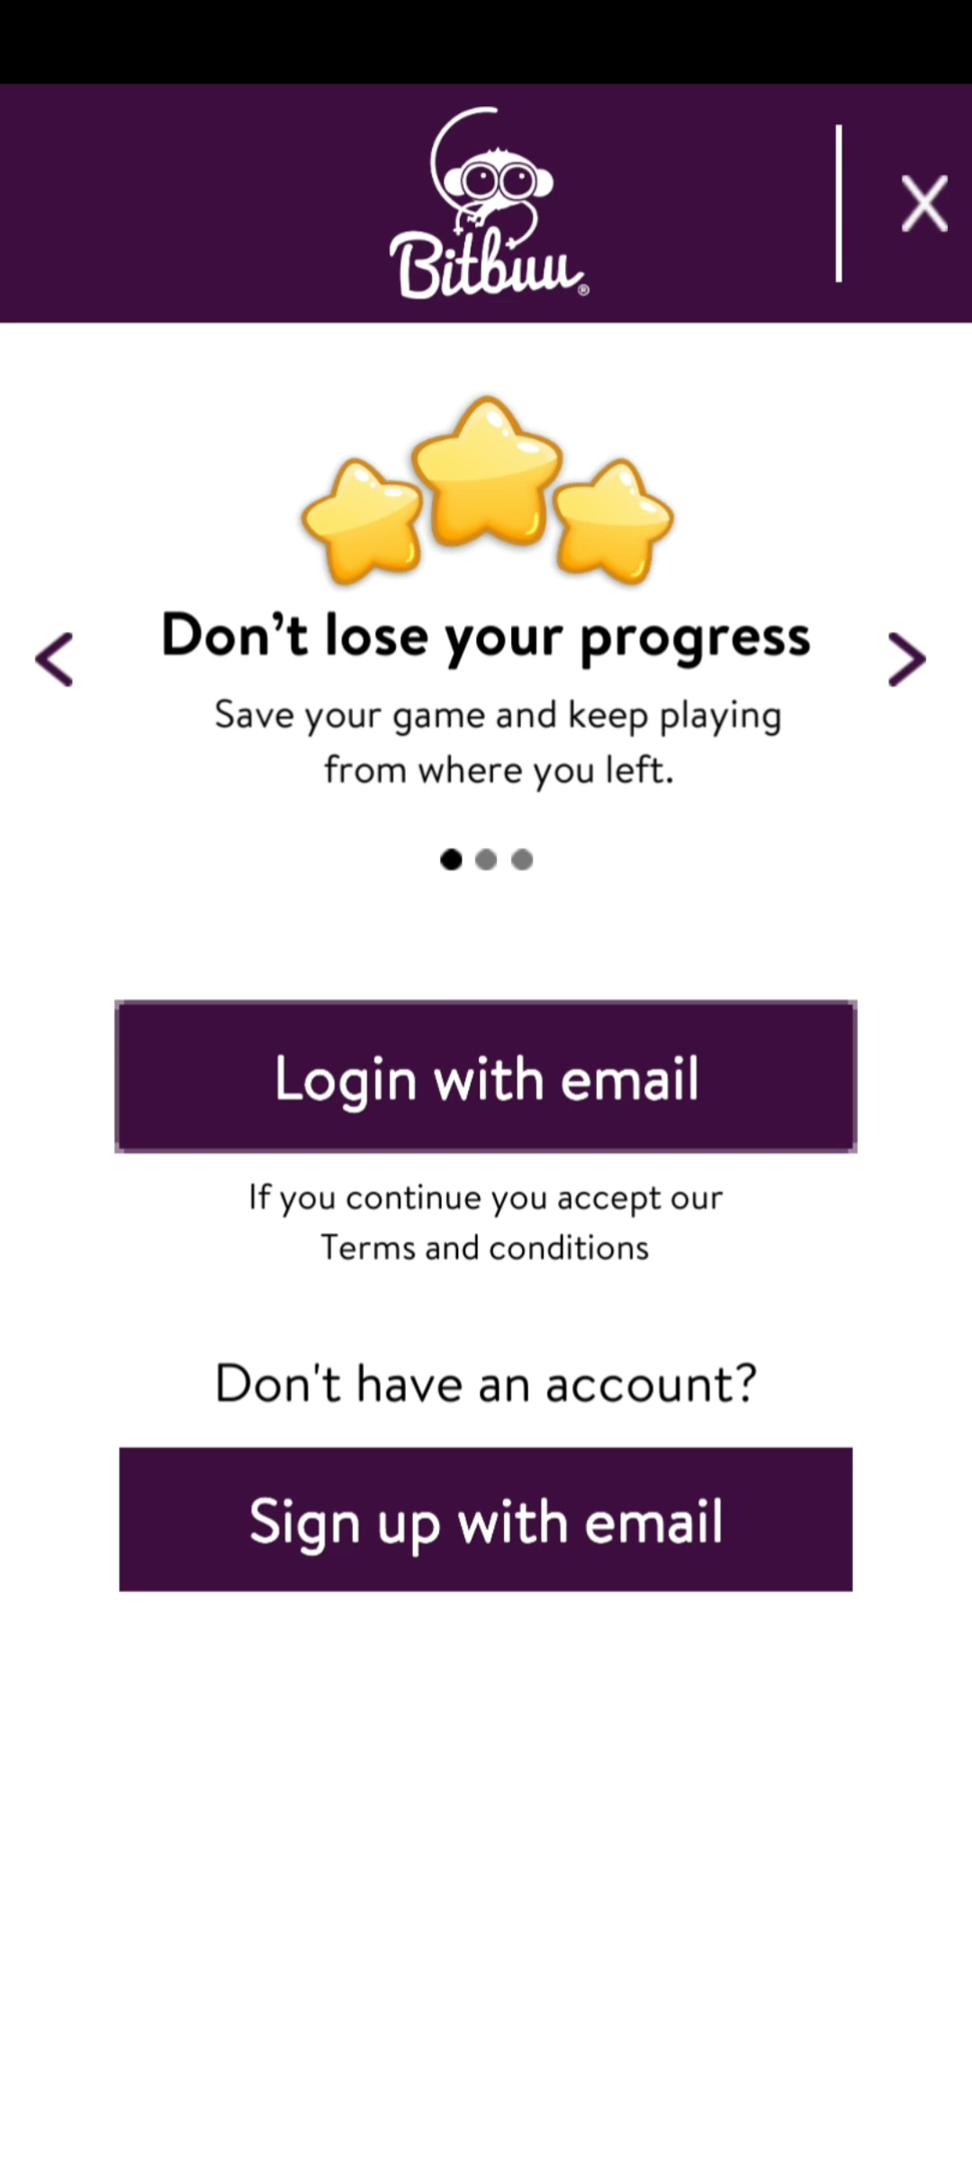 Bitbuu®
X
Don’t lose your progress
Save your game and keep playing
from where you left.
Login with email
If you continue you accept our
Terms and conditions
Don't have an account?
Sign up with email